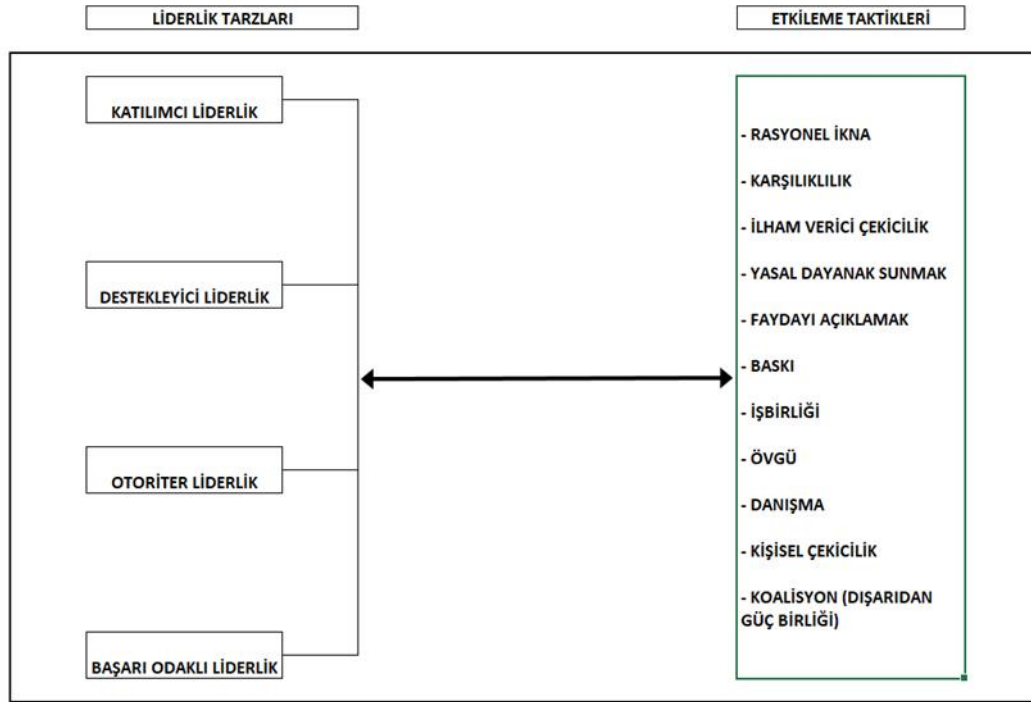 LİDERLİK TARZLARI
ETKİLEME TAKTİKLERİ
KATILIMCI LİDERLİK
DESTEKLEYİCİ LİDERLİK
OTORİTER LİDERLİK
BAŞARI ODAKLI LİDERLİK
- RASYONEL İKNA
- KARŞILIKLILIK
- İLHAM VERİCİ ÇEKİCİLİK
- YASAL DAYANAK SUNMAK
- FAYDAYI AÇIKLAMAK
- BASKI
- İŞBİRLİĞİ
- ÖVGÜ
- DANIŞMA
- KİŞİSEL ÇEKİCİLİK
- KOALİSYON (DIŞARIDAN
GÜÇ BİRLİĞİ)